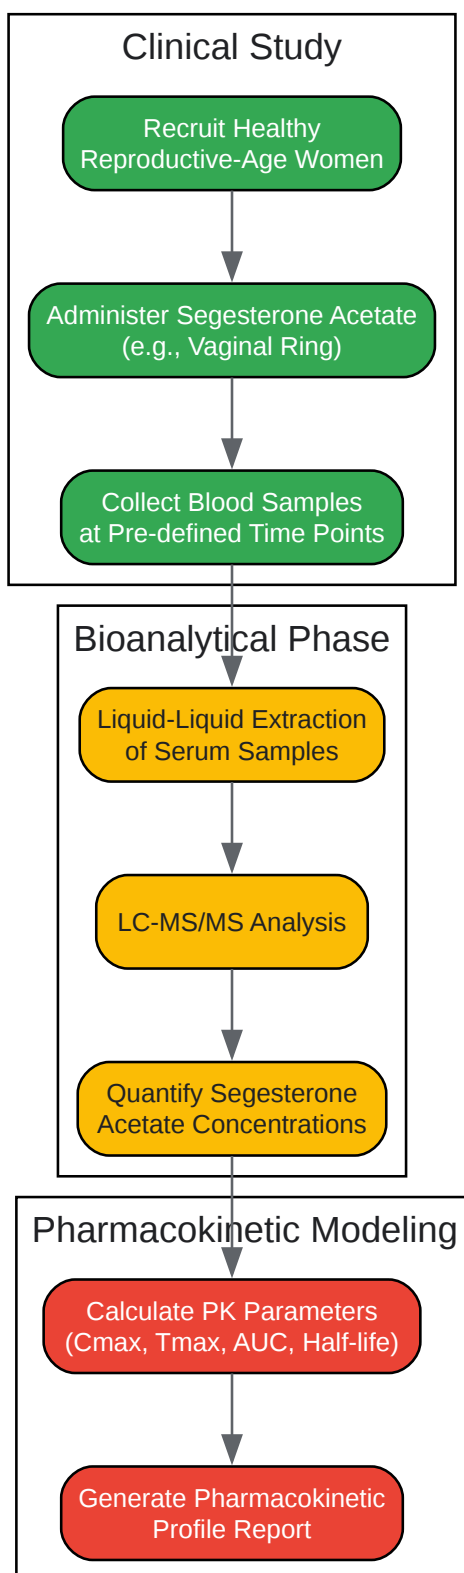 Clinical Study
Recruit Healthy
Reproductive-Age Women
Administer Segesterone Acetate
(e.g., Vaginal Ring)
Collect Blood Samples
at Pre-defined Time Points
Bioanalytical Phase
Liquid-Liquid Extraction
of Serum Samples
LC-MS/MS Analysis
Quantify Segesterone
Acetate Concentrations
Pharmacokinetic Modeling
Calculate PK Parameters
(Cmax, Tmax, AUC, Half-life)
Generate Pharmacokinetic
Profile Report